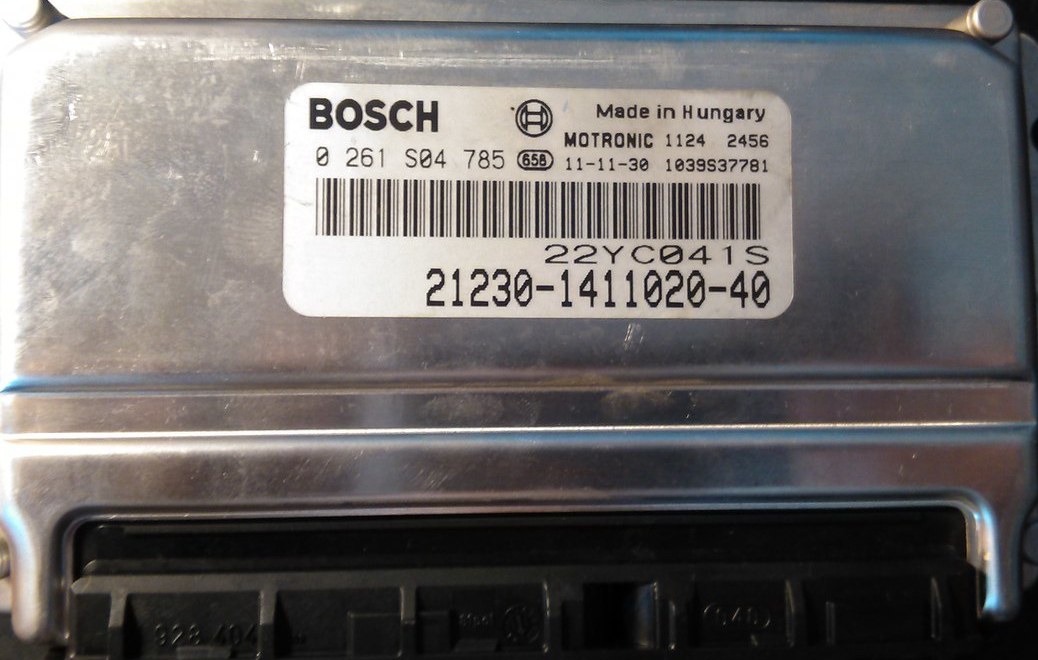 BOSCH
Made in Hungary
MOTRONIC 1124 2456
0 261 S04 785 658 11-11-30 1039S37781
22YC041S
21230-1411020-40
928 404